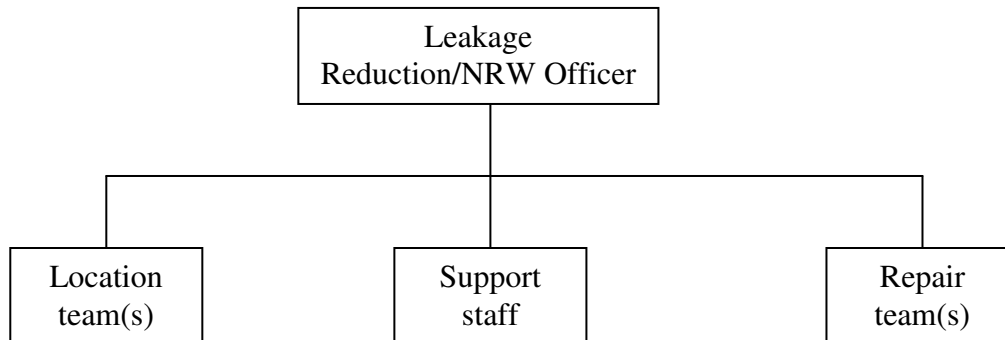 Leakage
Reduction/NRW Officer
Location
team(s)
Support
staff
Repair
team(s)